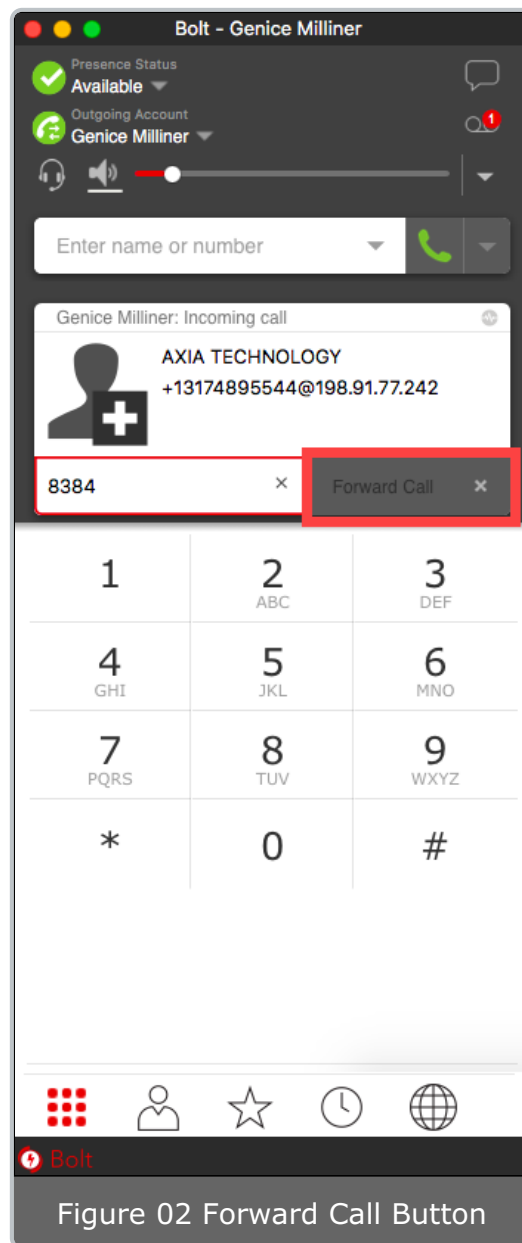 Bolt - Genice Milliner
Presence Status
Available
Outgoing Account
Genice Milliner
1
Enter name or number
Genice Milliner: Incoming call
AXIA TECHNOLOGY
+13174895544@198.91.77.242
8384 × Forward Call ×
1 2 3
ABC DEF
4 5 6
GHI JKL MNO
7 8 9
PQRS TUV WXYZ
* 0 #
Bolt
Figure 02 Forward Call Button